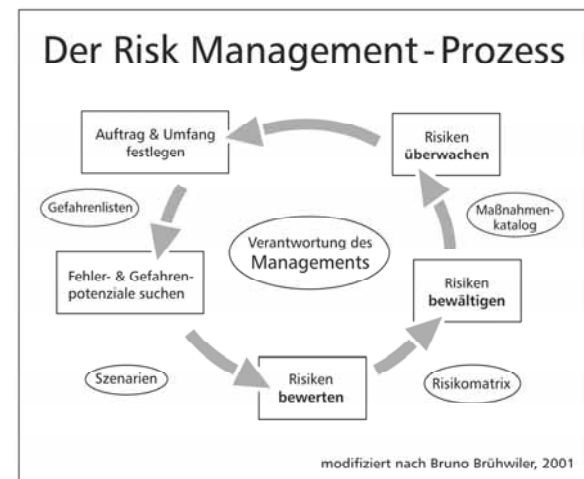 Der Risk Management-Prozess
Auftrag & Umfang
festlegen
Risiken
überwachen
Gefahrenlisten
Maßnahmen-
katalog
Verantwortung des
Managements
Fehler- & Gefahren-
potenziale suchen
Risiken
bewältigen
Szenarien
Risiken
bewerten
Risikomatrix
modifiziert nach Bruno Brühwiler, 2001